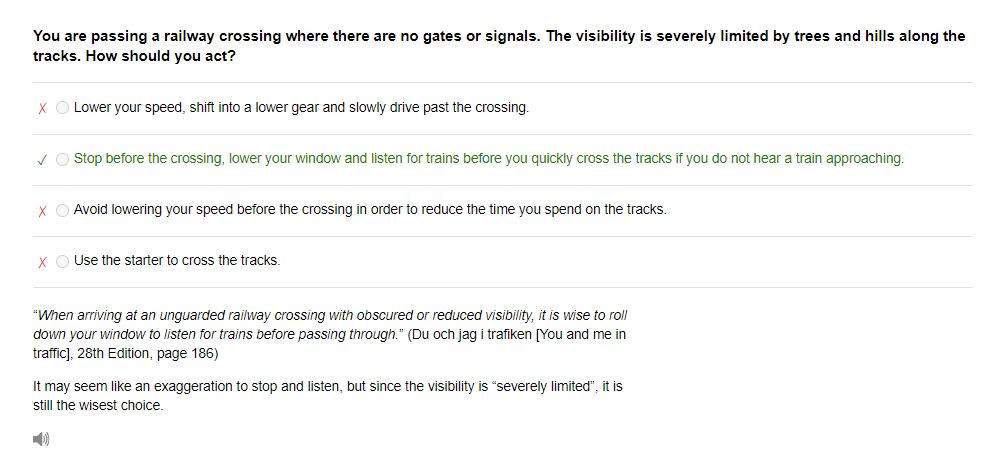 You are passing a railway crossing where there are no gates or signals. The visibility is severely limited by trees and hills along the
tracks. How should you act?
X Lower your speed, shift into a lower gear and slowly drive past the crossing.
✓ Stop before the crossing, lower your window and listen for trains before you quickly cross the tracks if you do not hear a train approaching.
X Avoid lowering your speed before the crossing in order to reduce the time you spend on the tracks.
X Use the starter to cross the tracks.
“When arriving at an unguarded railway crossing with obscured or reduced visibility, it is wise to roll
down your window to listen for trains before passing through.” (Du och jag i trafiken [You and me in
traffic], 28th Edition, page 186)
It may seem like an exaggeration to stop and listen, but since the visibility is “severely limited”, it is
still the wisest choice.